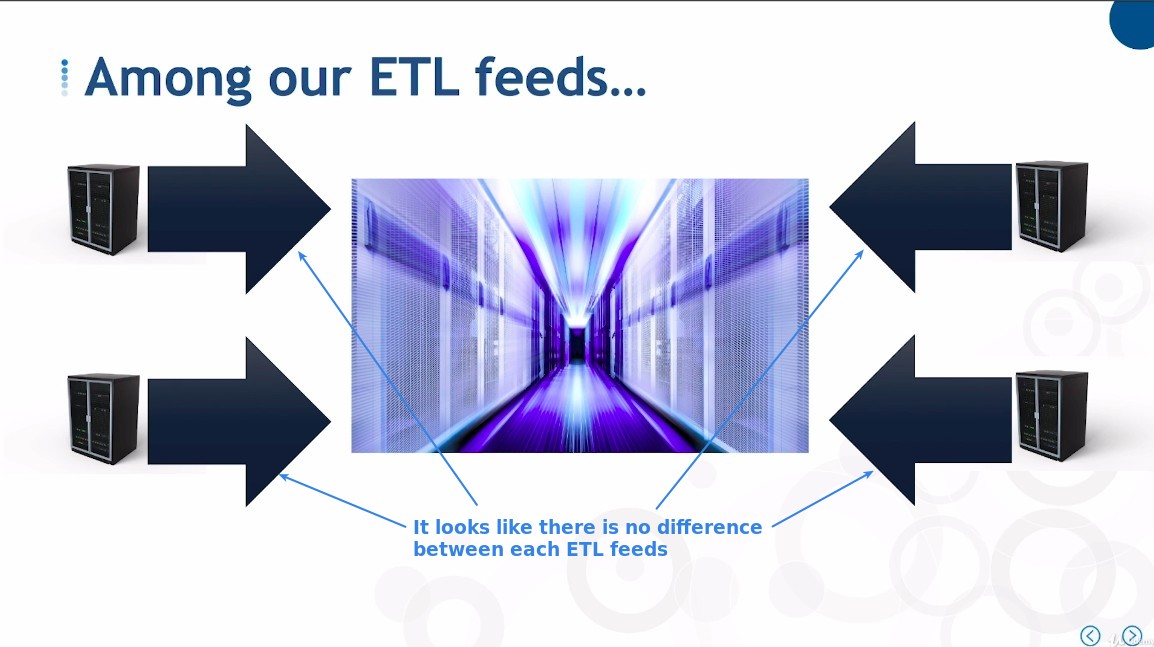 Among our ETL feeds...
It looks like there is no difference
between each ETL feeds